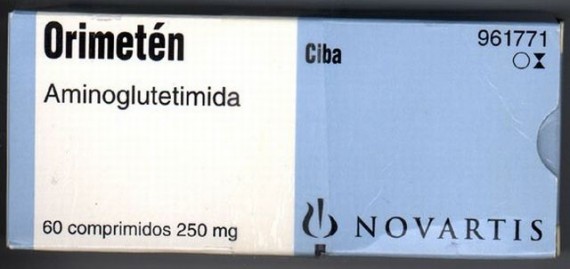 Orimetén
Aminoglutetimida
60 comprimidos 250 mg
Ciba
961771
NOVARTIS